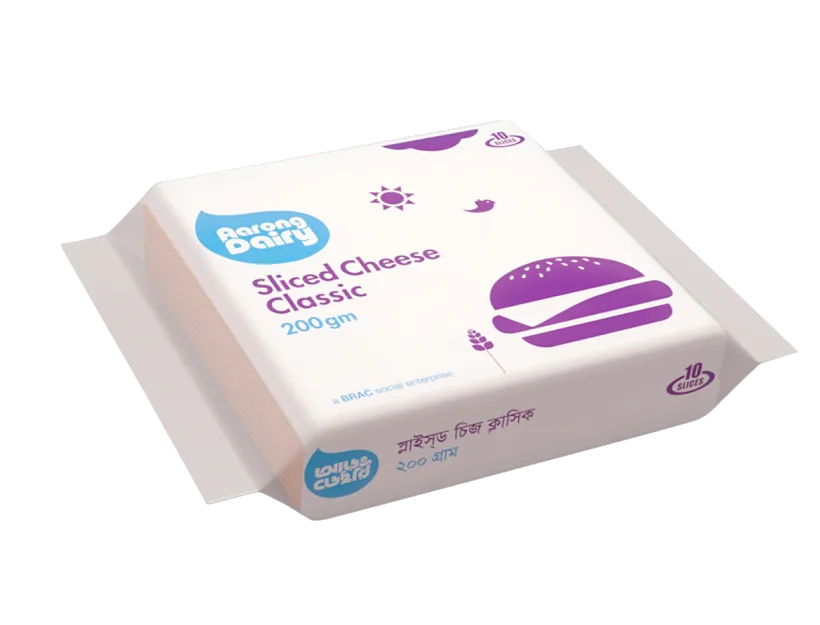 10
SLICES
Aarong
Dairy
Sliced Cheese
Classic
200 gm
a BRAC social enterprise
10
SLICES
স্লাইস্‌ড চিজ ক্লাসিক
২০০ গ্রাম
আড়ং
ডেইরি